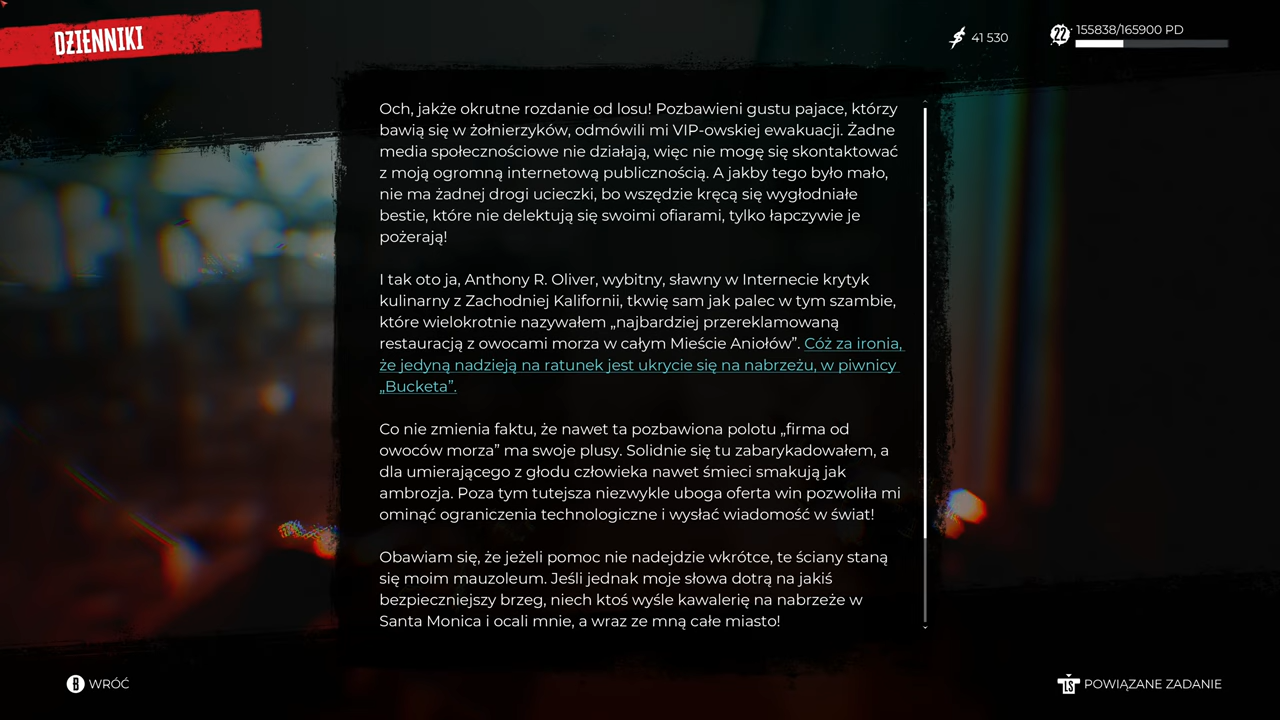 DZIENNIKI
41 530
22
155838/165900 PD
Och, jakże okrutne rozdanie od losu! Pozbawieni gustu pajace, którzy
bawią się w żołnierzyków, odmówili mi VIP-owskiej ewakuacji. Żadne
media społecznościowe nie działają, więc nie mogę się skontaktować
z moją ogromną internetową publicznością. A jakby tego było mało,
nie ma żadnej drogi ucieczki, bo wszędzie kręcą się wygłodniałe
bestie, które nie delektują się swoimi ofiarami, tylko łapczywie je
pożerają!
I tak oto ja, Anthony R. Oliver, wybitny, sławny w Internecie krytyk
kulinarny z Zachodniej Kalifornii, tkwię sam jak palec w tym szambie,
które wielokrotnie nazywałem „najbardziej przereklamowaną
restauracją z owocami morza w całym Mieście Aniołów”. Cóż za ironia,
że jedyną nadzieją na ratunek jest ukrycie się na nabrzeżu, w piwnicy
„Bucketa”.
Co nie zmienia faktu, że nawet ta pozbawiona polotu „firma od
owoców morza” ma swoje plusy. Solidnie się tu zabarykadowałem, a
dla umierającego z głodu człowieka nawet śmieci smakują jak
ambrozja. Poza tym tutejsza niezwykle uboga oferta win pozwoliła mi
ominąć ograniczenia technologiczne i wysłać wiadomość w świat!
Obawiam się, że jeżeli pomoc nie nadejdzie wkrótce, te ściany staną
się moim mauzoleum. Jeśli jednak moje słowa dotrą na jakiś
bezpieczniejszy brzeg, niech ktoś wyśle kawalerię na nabrzeże w
Santa Monica i ocali mnie, a wraz ze mną całe miasto!
B WRÓĆ
LS POWIĄZANE ZADANIE